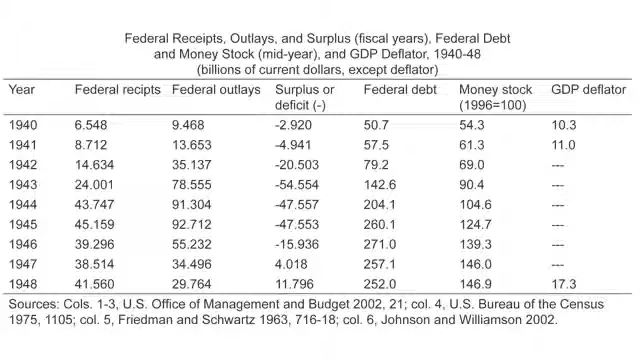 Federal Receipts, Outlays, and Surplus (fiscal years), Federal Debt
and Money Stock (mid-year), and GDP Deflator, 1940-48
(billions of current dollars, except deflator)
Year Federal recipts Federal outlays Surplus or deficit (-) Federal debt Money stock (1996=100) GDP deflator
1940 6.548 9.468 -2.920 50.7 54.3 10.3
1941 8.712 13.653 -4.941 57.5 61.3 11.0
1942 14.634 35.137 -20.503 79.2 69.0 ---
1943 24.001 78.555 -54.554 142.6 90.4 ---
1944 43.747 91.304 -47.557 204.1 104.6 ---
1945 45.159 92.712 -47.553 260.1 124.7 ---
1946 39.296 55.232 -15.936 271.0 139.3 ---
1947 38.514 34.496 4.018 257.1 146.0 ---
1948 41.560 29.764 11.796 252.0 146.9 17.3
Sources: Cols. 1-3, U.S. Office of Management and Budget 2002, 21; col. 4, U.S. Bureau of the Census
1975, 1105; col. 5, Friedman and Schwartz 1963, 716-18; col. 6, Johnson and Williamson 2002.